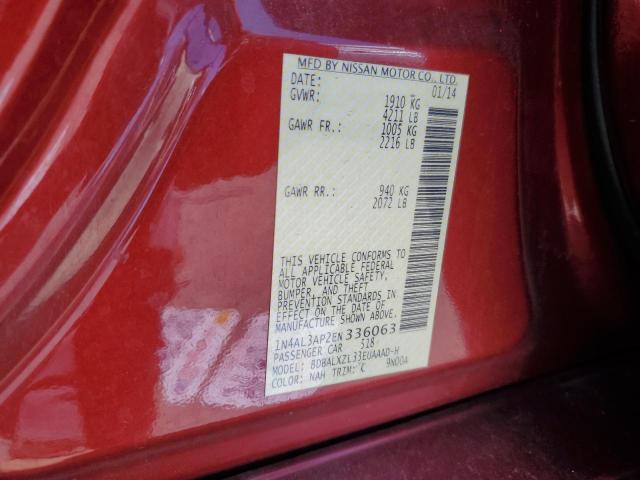 MFD BY NISSAN MOTOR CO., LTD.
DATE: 01/14
GVWR: 1910 KG
4211 LB
GAWR FR.: 1005 KG
2216 LB
GAWR RR.: 940 KG
2072 LB
THIS VEHICLE CONFORMS TO
ALL APPLICABLE FEDERAL
MOTOR VEHICLE SAFETY,
BUMPER, AND THEFT
PREVENTION STANDARDS IN
EFFECT ON THE DATE OF
MANUFACTURE SHOWN ABOVE.
1N4AL3AP2EN336063
PASSENGER CAR 518
MODEL: BDBALXZL33EUAAAD-H
COLOR: NAH TRIM: C 9N00A